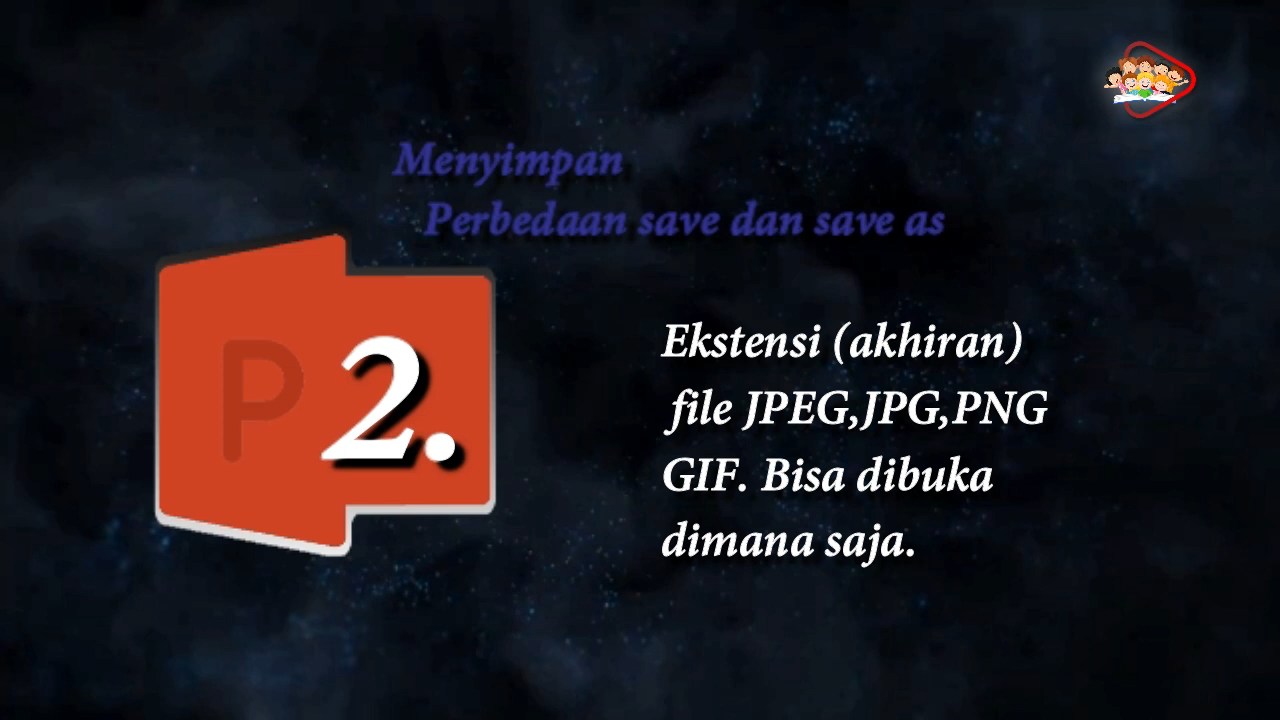 Menyimpan
Perbedaan save dan save as
P 2.
Ekstensi (akhiran)
file JPEG,JPG,PNG
GIF. Bisa dibuka
dimana saja.